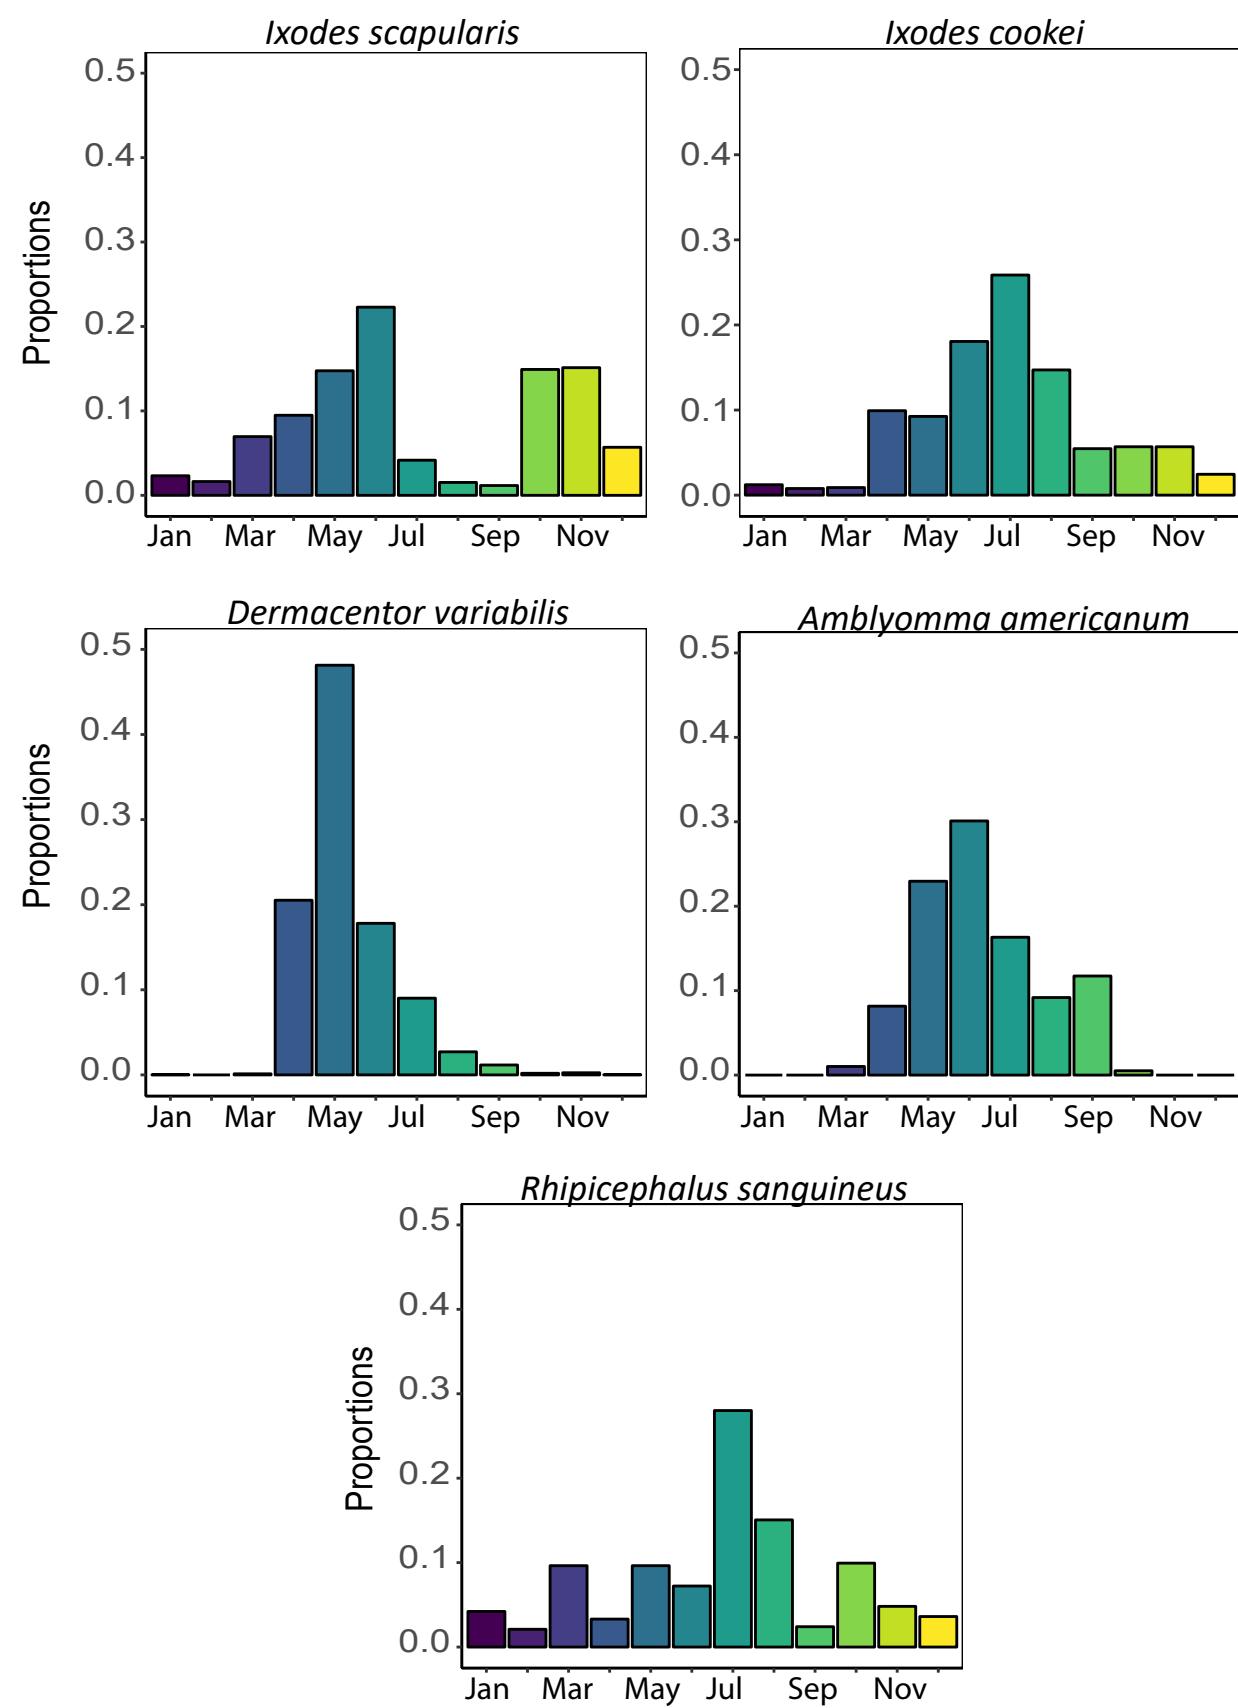 Ixodes scapularis
Proportions
0.5
0.4
0.3
0.2
0.1
0.0
Jan Mar May Jul Sep Nov
Ixodes cookei
0.5
0.4
0.3
0.2
0.1
0.0
Jan Mar May Jul Sep Nov
Dermacentor variabilis
Proportions
0.5
0.4
0.3
0.2
0.1
0.0
Jan Mar May Jul Sep Nov
Amblyomma americanum
0.5
0.4
0.3
0.2
0.1
0.0
Jan Mar May Jul Sep Nov
Rhipicephalus sanguineus
Proportions
0.5
0.4
0.3
0.2
0.1
0.0
Jan Mar May Jul Sep Nov